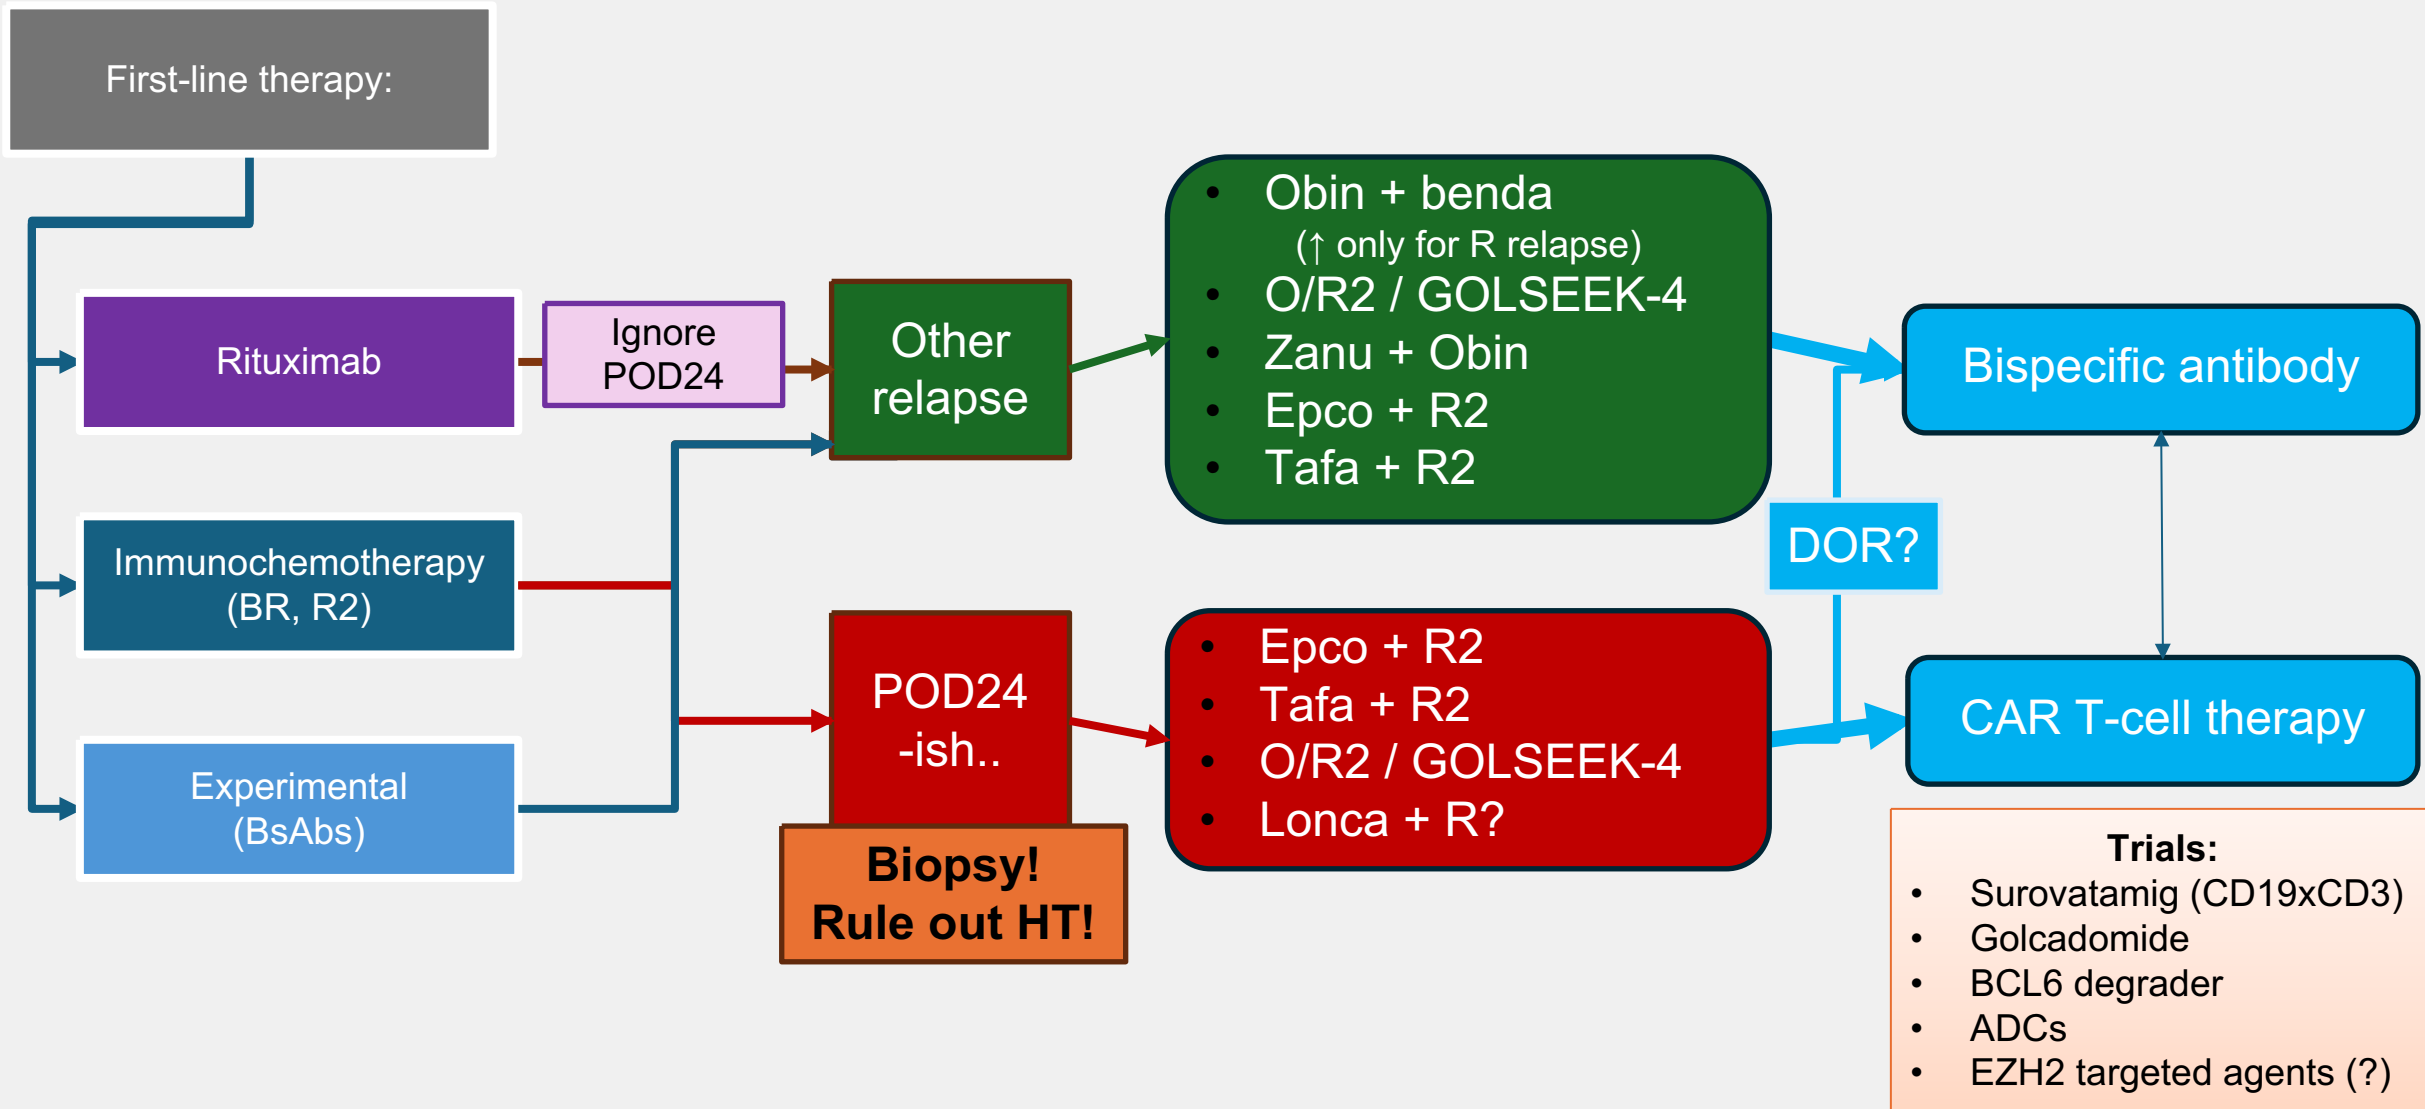 First-line therapy:
Rituximab
Ignore
POD24
Other
relapse
• Obin + benda
(↑ only for R relapse)
• O/R2 / GOLSEEK-4
• Zanu + Obin
• Epco + R2
• Tafa + R2
Bispecific antibody
Immunochemotherapy
(BR, R2)
DOR?
POD24
-ish..
• Epco + R2
• Tafa + R2
• O/R2 / GOLSEEK-4
• Lonca + R?
CAR T-cell therapy
Experimental
(BsAbs)
Biopsy!
Rule out HT!
Trials:
• Surovatamig (CD19xCD3)
• Golcadomide
• BCL6 degrader
• ADCs
• EZH2 targeted agents (?)